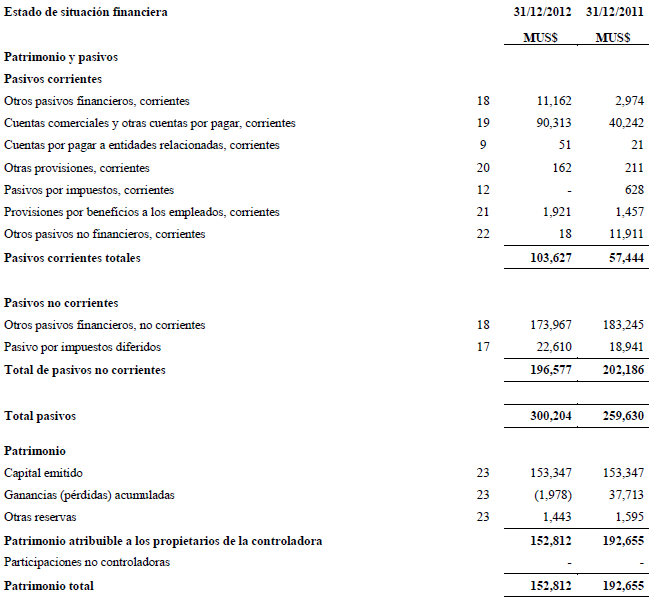 Estado de situación financiera 31/12/2012 31/12/2011
MUS$ MUS$
Patrimonio y pasivos
Pasivos corrientes
Otros pasivos financieros, corrientes 18 11,162 2,974
Cuentas comerciales y otras cuentas por pagar, corrientes 19 90,313 40,242
Cuentas por pagar a entidades relacionadas, corrientes 9 51 21
Otras provisiones, corrientes 20 162 211
Pasivos por impuestos, corrientes 12 - 628
Provisiones por beneficios a los empleados, corrientes 21 1,921 1,457
Otros pasivos no financieros, corrientes 22 18 11,911
Pasivos corrientes totales 103,627 57,444
Pasivos no corrientes
Otros pasivos financieros, no corrientes 18 173,967 183,245
Pasivo por impuestos diferidos 17 22,610 18,941
Total de pasivos no corrientes 196,577 202,186
Total pasivos 300,204 259,630
Patrimonio
Capital emitido 23 153,347 153,347
Ganancias (pérdidas) acumuladas 23 (1,978) 37,713
Otras reservas 23 1,443 1,595
Patrimonio atribuible a los propietarios de la controladora 152,812 192,655
Participaciones no controladoras - -
Patrimonio total 152,812 192,655